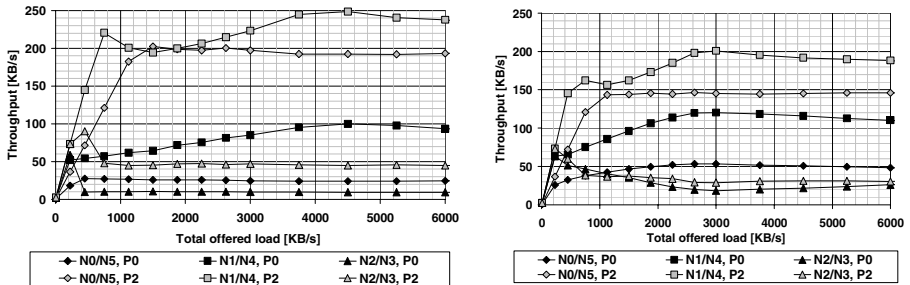 250
200
150
100
50
0
Throughput [KB/s]
0 1000 2000 3000 4000 5000 6000
Total offered load [KB/s]
N0/N5, P0 N1/N4, P0 N2/N3, P0
N0/N5, P2 N1/N4, P2 N2/N3, P2
250
200
150
100
50
0
Throughput [KB/s]
0 1000 2000 3000 4000 5000 6000
Total offered load [KB/s]
N0/N5, P0 N1/N4, P0 N2/N3, P0
N0/N5, P2 N1/N4, P2 N2/N3, P2